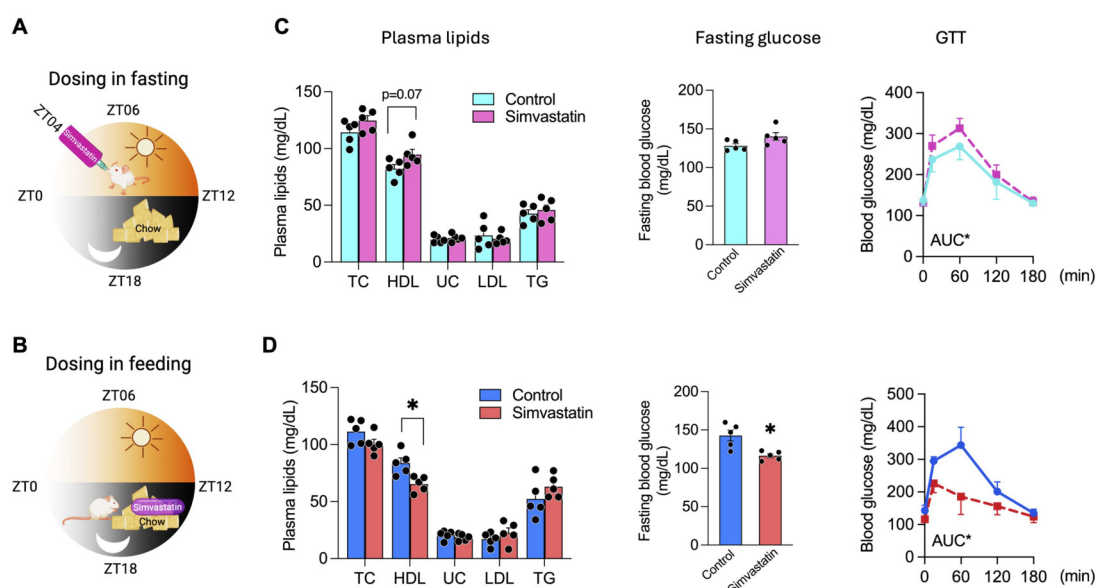 A
Dosing in fasting
ZT04
ZT06
Simvastatin
ZT0
ZT12
Chow
ZT18
C
Plasma lipids
Plasma lipids (mg/dL)
150
100
50
0
p=0.07
Control
Simvastatin
TC
HDL
UC
LDL
TG
Fasting glucose
Fasting blood glucose
(mg/dL)
200
150
100
50
0
Control
Simvastatin
GTT
Blood glucose (mg/dL)
400
300
200
100
0
AUC*
0
60
120
180
(min)
B
Dosing in feeding
ZT06
ZT0
ZT12
Simvastatin
Chow
ZT18
D
Plasma lipids (mg/dL)
150
100
50
0
*
Control
Simvastatin
TC
HDL
UC
LDL
TG
Fasting blood glucose
(mg/dL)
200
150
100
50
0
*
Control
Simvastatin
Blood glucose (mg/dL)
500
400
300
200
100
0
AUC*
0
60
120
180
(min)